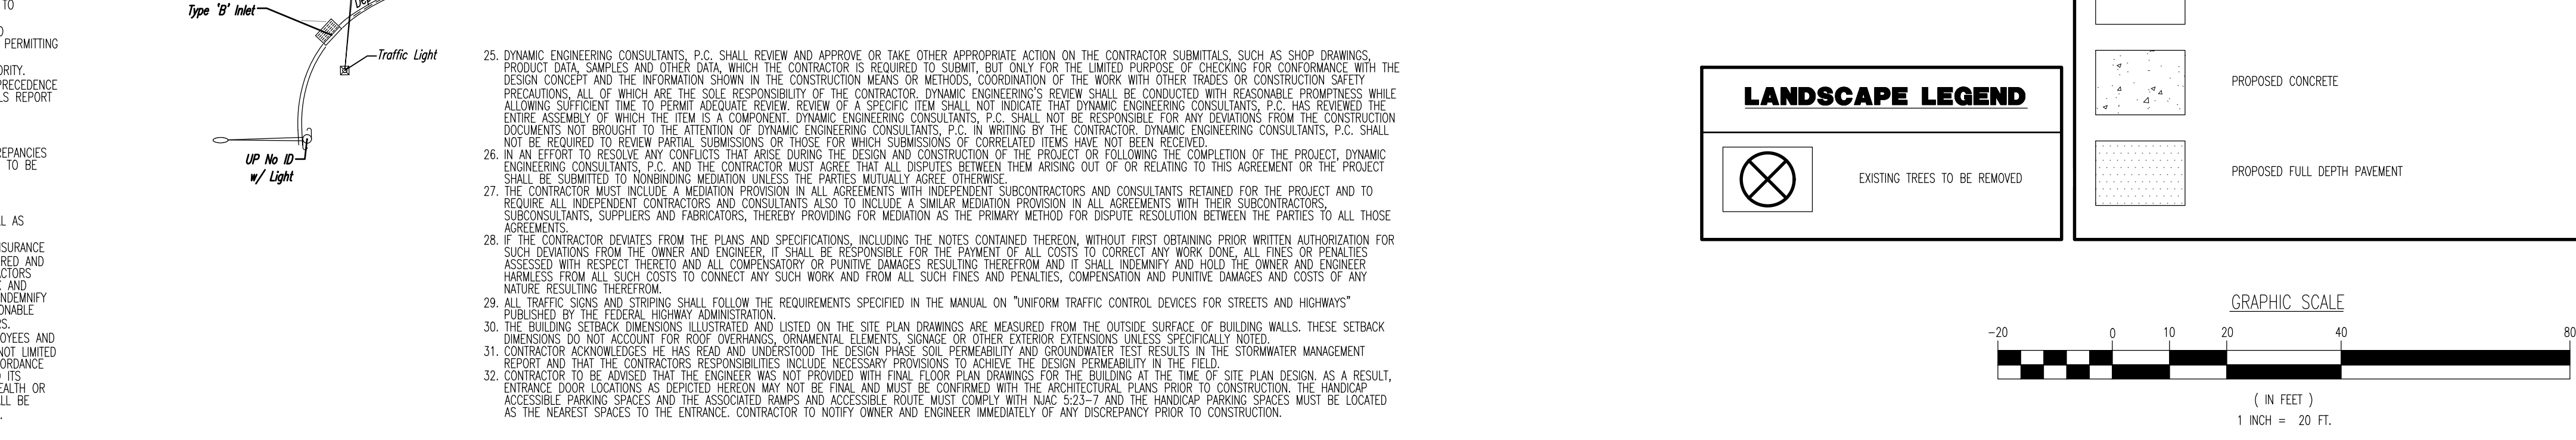 TO
PERMITTING
PRECEDENCE
LS REPORT
TO BE
AS
AND
AND
NOT LIMITED
ITS
OR
BE
Type 'B' Inlet
Traffic Light
UP No ID
w/ Light
25. DYNAMIC ENGINEERING CONSULTANTS, P.C. SHALL REVIEW AND APPROVE OR TAKE OTHER APPROPRIATE ACTION ON THE CONTRACTOR SUBMITTALS, SUCH AS SHOP DRAWINGS,
PRODUCT DATA, SAMPLES AND OTHER DATA, WHICH THE CONTRACTOR IS REQUIRED TO SUBMIT, BUT ONLY FOR THE LIMITED PURPOSE OF CHECKING FOR CONFORMANCE WITH THE
DESIGN CONCEPT AND THE INFORMATION SHOWN IN THE CONSTRUCTION MEANS OR METHODS, COORDINATION OF THE WORK WITH OTHER TRADES OR CONSTRUCTION SAFETY
PRECAUTIONS, ALL OF WHICH ARE THE SOLE RESPONSIBILITY OF THE CONTRACTOR. DYNAMIC ENGINEERING'S REVIEW SHALL BE CONDUCTED WITH REASONABLE PROMPTNESS WHILE
ALLOWING SUFFICIENT TIME TO PERMIT ADEQUATE REVIEW. REVIEW OF A SPECIFIC ITEM SHALL NOT INDICATE THAT DYNAMIC ENGINEERING CONSULTANTS, P.C. HAS REVIEWED THE
ENTIRE ASSEMBLY OF WHICH THE ITEM IS A COMPONENT. DYNAMIC ENGINEERING CONSULTANTS, P.C. SHALL NOT BE RESPONSIBLE FOR ANY DEVIATIONS FROM THE CONSTRUCTION
DOCUMENTS NOT BROUGHT TO THE ATTENTION OF DYNAMIC ENGINEERING CONSULTANTS, P.C. IN WRITING BY THE CONTRACTOR. DYNAMIC ENGINEERING CONSULTANTS, P.C. SHALL
NOT BE REQUIRED TO REVIEW PARTIAL SUBMISSIONS OR THOSE FOR WHICH SUBMISSIONS OF CORRELATED ITEMS HAVE NOT BEEN RECEIVED.
26. IN AN EFFORT TO RESOLVE ANY CONFLICTS THAT ARISE DURING THE DESIGN AND CONSTRUCTION OF THE PROJECT OR FOLLOWING THE COMPLETION OF THE PROJECT, DYNAMIC
ENGINEERING CONSULTANTS, P.C. AND THE CONTRACTOR MUST AGREE THAT ALL DISPUTES BETWEEN THEM ARISING OUT OF OR RELATING TO THIS AGREEMENT OR THE PROJECT
SHALL BE SUBMITTED TO NONBINDING MEDIATION UNLESS THE PARTIES MUTUALLY AGREE OTHERWISE.
27. THE CONTRACTOR MUST INCLUDE A MEDIATION PROVISION IN ALL AGREEMENTS WITH INDEPENDENT SUBCONTRACTORS AND CONSULTANTS RETAINED FOR THE PROJECT AND TO
REQUIRE ALL INDEPENDENT CONTRACTORS AND CONSULTANTS ALSO TO INCLUDE A SIMILAR MEDIATION PROVISION IN ALL AGREEMENTS WITH THEIR SUBCONTRACTORS,
SUBCONSULTANTS, SUPPLIERS AND FABRICATORS, THEREBY PROVIDING FOR MEDIATION AS THE PRIMARY METHOD FOR DISPUTE RESOLUTION BETWEEN THE PARTIES TO ALL THOSE
AGREEMENTS.
28. IF THE CONTRACTOR DEVIATES FROM THE PLANS AND SPECIFICATIONS, INCLUDING THE NOTES CONTAINED THEREON, WITHOUT FIRST OBTAINING PRIOR WRITTEN AUTHORIZATION FOR
SUCH DEVIATIONS FROM THE OWNER AND ENGINEER, IT SHALL BE RESPONSIBLE FOR THE PAYMENT OF ALL COSTS TO CORRECT ANY WORK DONE, ALL FINES OR PENALTIES
ASSESSED WITH RESPECT THERETO AND ALL COMPENSATORY OR PUNITIVE DAMAGES RESULTING THEREFROM AND IT SHALL INDEMNIFY AND HOLD THE OWNER AND ENGINEER
HARMLESS FROM ALL SUCH COSTS TO CONNECT ANY SUCH WORK AND FROM ALL SUCH FINES AND PENALTIES, COMPENSATION AND PUNITIVE DAMAGES AND COSTS OF ANY
NATURE RESULTING THEREFROM.
29. ALL TRAFFIC SIGNS AND STRIPING SHALL FOLLOW THE REQUIREMENTS SPECIFIED IN THE MANUAL ON "UNIFORM TRAFFIC CONTROL DEVICES FOR STREETS AND HIGHWAYS"
PUBLISHED BY THE FEDERAL HIGHWAY ADMINISTRATION.
30. THE BUILDING SETBACK DIMENSIONS ILLUSTRATED AND LISTED ON THE SITE PLAN DRAWINGS ARE MEASURED FROM THE OUTSIDE SURFACE OF BUILDING WALLS. THESE SETBACK
DIMENSIONS DO NOT ACCOUNT FOR ROOF OVERHANGS, ORNAMENTAL ELEMENTS, SIGNAGE OR OTHER EXTERIOR EXTENSIONS UNLESS SPECIFICALLY NOTED.
31. CONTRACTOR ACKNOWLEDGES HE HAS READ AND UNDERSTOOD THE DESIGN PHASE SOIL PERMEABILITY AND GROUNDWATER TEST RESULTS IN THE STORMWATER MANAGEMENT
REPORT AND THAT THE CONTRACTORS RESPONSIBILITIES INCLUDE NECESSARY PROVISIONS TO ACHIEVE THE DESIGN PERMEABILITY IN THE FIELD.
32. CONTRACTOR TO BE ADVISED THAT THE ENGINEER WAS NOT PROVIDED WITH FINAL FLOOR PLAN DRAWINGS FOR THE BUILDING AT THE TIME OF SITE PLAN DESIGN. AS A RESULT,
ENTRANCE DOOR LOCATIONS AS DEPICTED HEREON MAY NOT BE FINAL AND MUST BE CONFIRMED WITH THE ARCHITECTURAL PLANS PRIOR TO CONSTRUCTION. THE HANDICAP
ACCESSIBLE PARKING SPACES AND THE ASSOCIATED RAMPS AND ACCESSIBLE ROUTE MUST COMPLY WITH NJAC 5:23-7 AND THE HANDICAP PARKING SPACES MUST BE LOCATED
AS THE NEAREST SPACES TO THE ENTRANCE. CONTRACTOR TO NOTIFY OWNER AND ENGINEER IMMEDIATELY OF ANY DISCREPANCY PRIOR TO CONSTRUCTION.
LANDSCAPE LEGEND
EXISTING TREES TO BE REMOVED
PROPOSED CONCRETE
PROPOSED FULL DEPTH PAVEMENT
GRAPHIC SCALE
-20 0 10 20 40 80
( IN FEET )
1 INCH = 20 FT.